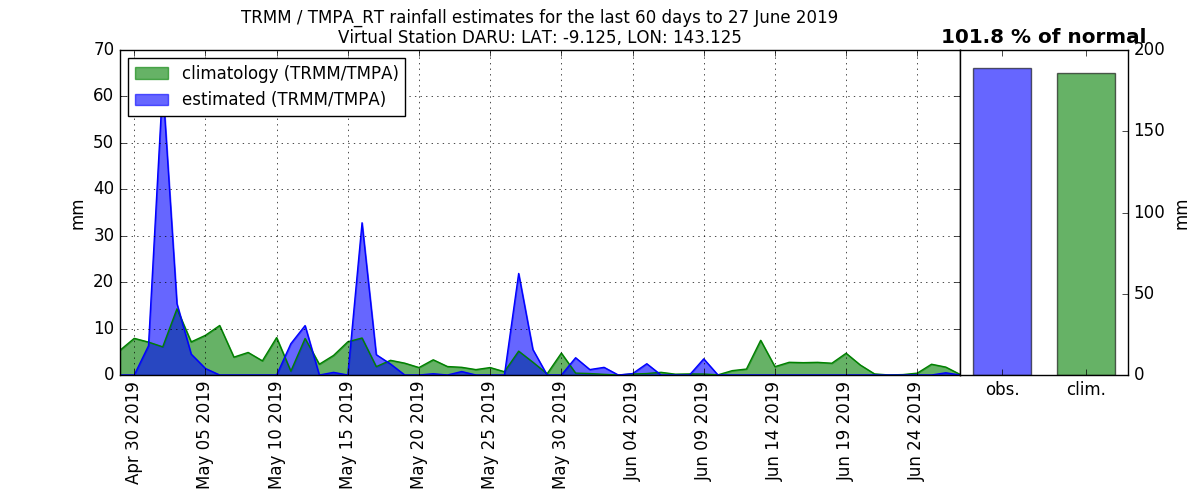 TRMM / TMPA_RT rainfall estimates for the last 60 days to 27 June 2019
Virtual Station DARU: LAT: -9.125, LON: 143.125
101.8 % of normal
climatology (TRMM/TMPA)
estimated (TRMM/TMPA)
70
60
50
40
30
20
10
0
mm
Apr 30 2019
May 05 2019
May 10 2019
May 15 2019
May 20 2019
May 25 2019
May 30 2019
Jun 04 2019
Jun 09 2019
Jun 14 2019
Jun 19 2019
Jun 24 2019
200
150
100
50
0
mm
obs.
clim.